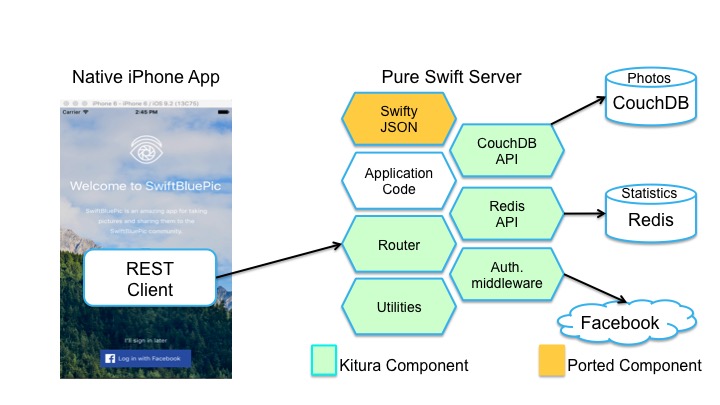 Native iPhone App
Pure Swift Server
iPhone 6 - iPhone 6 / iOS 9.2 (13C75)
Carrier
2:45 PM
Welcome to SwiftBluePic
SwiftBluePic is an amazing app for taking
pictures and sharing them to the
SwiftBluePic community
REST
Client
I'll sign in later
Log in with Facebook
Swifty
JSON
CouchDB
API
Application
Code
Redis
API
Router
Auth.
middleware
Utilities
Photos
CouchDB
Statistics
Redis
Facebook
Kitura Component
Ported Component